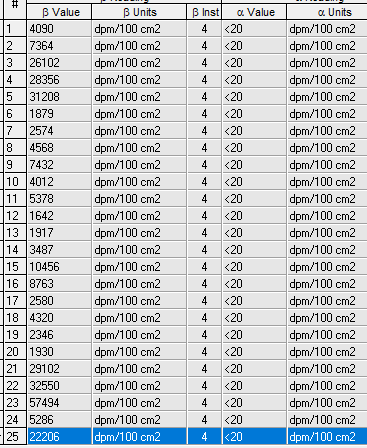 # β Value β Units β Inst α Value α Units
1 4090 dpm/100 cm2 4 <20 dpm/100 cm2
2 7364 dpm/100 cm2 4 <20 dpm/100 cm2
3 26102 dpm/100 cm2 4 <20 dpm/100 cm2
4 28356 dpm/100 cm2 4 <20 dpm/100 cm2
5 31208 dpm/100 cm2 4 <20 dpm/100 cm2
6 1879 dpm/100 cm2 4 <20 dpm/100 cm2
7 2574 dpm/100 cm2 4 <20 dpm/100 cm2
8 4568 dpm/100 cm2 4 <20 dpm/100 cm2
9 7432 dpm/100 cm2 4 <20 dpm/100 cm2
10 4012 dpm/100 cm2 4 <20 dpm/100 cm2
11 5378 dpm/100 cm2 4 <20 dpm/100 cm2
12 1642 dpm/100 cm2 4 <20 dpm/100 cm2
13 1917 dpm/100 cm2 4 <20 dpm/100 cm2
14 3487 dpm/100 cm2 4 <20 dpm/100 cm2
15 10456 dpm/100 cm2 4 <20 dpm/100 cm2
16 8763 dpm/100 cm2 4 <20 dpm/100 cm2
17 2580 dpm/100 cm2 4 <20 dpm/100 cm2
18 4320 dpm/100 cm2 4 <20 dpm/100 cm2
19 2346 dpm/100 cm2 4 <20 dpm/100 cm2
20 1930 dpm/100 cm2 4 <20 dpm/100 cm2
21 29102 dpm/100 cm2 4 <20 dpm/100 cm2
22 32550 dpm/100 cm2 4 <20 dpm/100 cm2
23 57494 dpm/100 cm2 4 <20 dpm/100 cm2
24 5286 dpm/100 cm2 4 <20 dpm/100 cm2
25 22206 dpm/100 cm2 4 <20 dpm/100 cm2